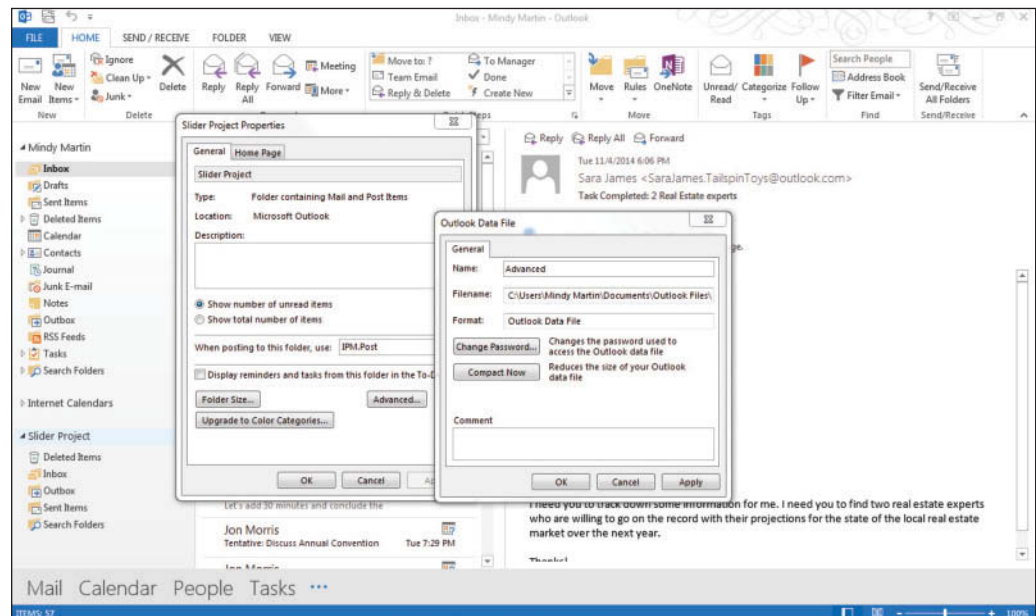 Inbox - Mindy Martin - Outlook
FILE HOME SEND / RECEIVE FOLDER VIEW
New Email
New Items
Ignore
Clean Up
Junk
Delete
Reply
Reply All
Forward
Meeting
More
Move to: ?
Team Email
Reply & Delete
To Manager
Done
Create New
Move
Rules
OneNote
Unread/ Read
Categorize
Follow Up
Search People
Address Book
Filter Email
Send/Receive All Folders
New
Delete
Steps
Move
Tags
Find
Send/Receive
Mindy Martin
Inbox
Drafts
Sent Items
Deleted Items
Calendar
Contacts
Journal
Junk E-mail
Notes
Outbox
RSS Feeds
Tasks
Search Folders
Internet Calendars
Slider Project
Deleted Items
Inbox
Outbox
Sent Items
Search Folders
Slider Project Properties
General Home Page
Slider Project
Type: Folder containing Mail and Post Items
Location: Microsoft Outlook
Description:
Show number of unread items
Show total number of items
When posting to this folder, use: IPM.Post
Display reminders and tasks from this folder in the To-D
Folder Size...
Advanced...
Upgrade to Color Categories...
OK
Cancel
Reply Reply All Forward
Tue 11/4/2014 6:06 PM
Sara James <SaraJames.TailspinToys@outlook.com>
Task Completed: 2 Real Estate experts
Outlook Data File
General
Name: Advanced
Filename: C:\Users\Mindy Martin\Documents\Outlook Files\
Format: Outlook Data File
Change Password...
Changes the password used to
access the Outlook data file
Compact Now
Reduces the size of your Outlook
data file
Comment
OK
Cancel
Apply
Let's add 30 minutes and conclude the
Jon Morris
Tentative: Discuss Annual Convention Tue 7:29 PM
Jon Morris
I need you to track down some information for me. I need you to find two real estate experts
who are willing to go on the record with their projections for the state of the local real estate
market over the next year.
Thanks!
Mail Calendar People Tasks ...
ITEMS: 57
100%